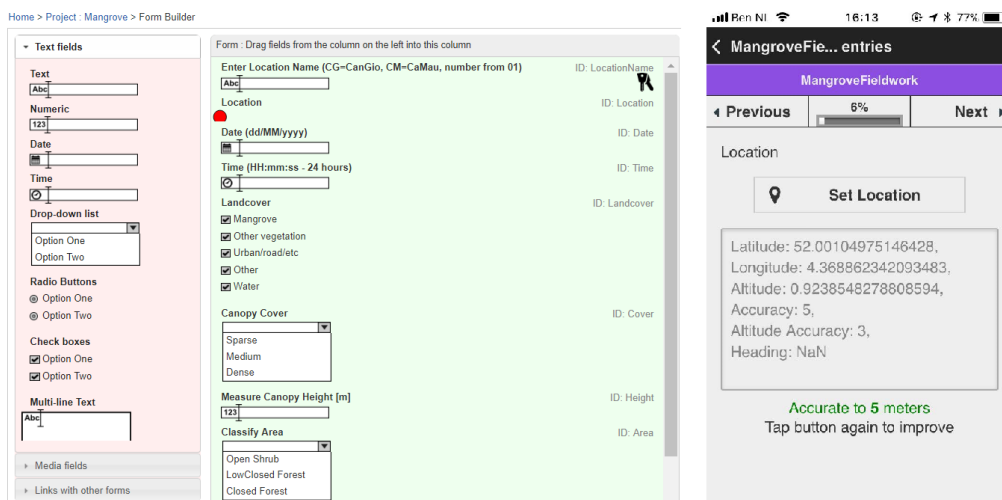 Home > Project : Mangrove > Form Builder
Text fields
Text
Abc
Numeric
123
Date
Time
Drop-down list
Option One
Option Two
Radio Buttons
Option One
Option Two
Check boxes
Option One
Option Two
Multi-line Text
Abc
Media fields
Links with other forms
Form : Drag fields from the column on the left into this column
Enter Location Name (CG=CanGio, CM=CaMau, number from 01) ID: LocationName
Abc
Location ID: Location
Date (dd/MM/yyyy) ID: Date
Time (HH:mm:ss - 24 hours) ID: Time
Landcover ID: Landcover
Mangrove
Other vegetation
Urban/road/etc
Other
Water
Canopy Cover ID: Cover
Sparse
Medium
Dense
Measure Canopy Height [m] ID: Height
123
Classify Area ID: Area
Open Shrub
LowClosed Forest
Closed Forest
Ben NL 16:13 77%
MangroveFie... entries
MangroveFieldwork
Previous 6% Next
Location
Set Location
Latitude: 52.00104975146428,
Longitude: 4.368862342093483,
Altitude: 0.9238548278808594,
Accuracy: 5,
Altitude Accuracy: 3,
Heading: NaN
Accurate to 5 meters
Tap button again to improve